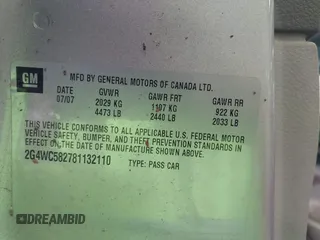 GM
MFD BY GENERAL MOTORS OF CANADA LTD.
DATE GVWR GAWR FRT GAWR RR
07/07 2029 KG 1107 KG 922 KG
4473 LB 2440 LB 2033 LB
THIS VEHICLE CONFORMS TO ALL APPLICABLE U.S. FEDERAL MOTOR
VEHICLE SAFETY, BUMPER, AND THEFT PREVENTION STANDARDS IN
EFFECT ON THE DATE OF MANUFACTURE SHOWN ABOVE.
2G4WC582781132110 TYPE: PASS CAR
DREAMBID